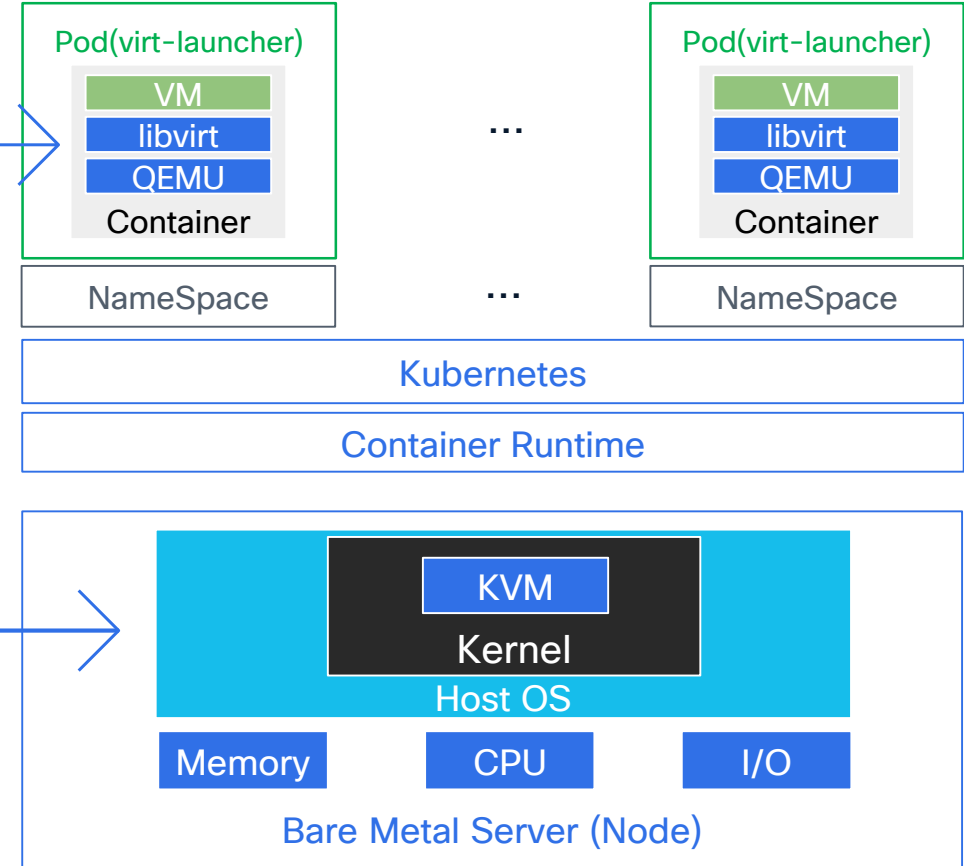 Pod(virt-launcher)
VM
libvirt
QEMU
Container
...
Pod(virt-launcher)
VM
libvirt
QEMU
Container
NameSpace
...
NameSpace
Kubernetes
Container Runtime
KVM
Kernel
Host OS
Memory
CPU
I/O
Bare Metal Server (Node)